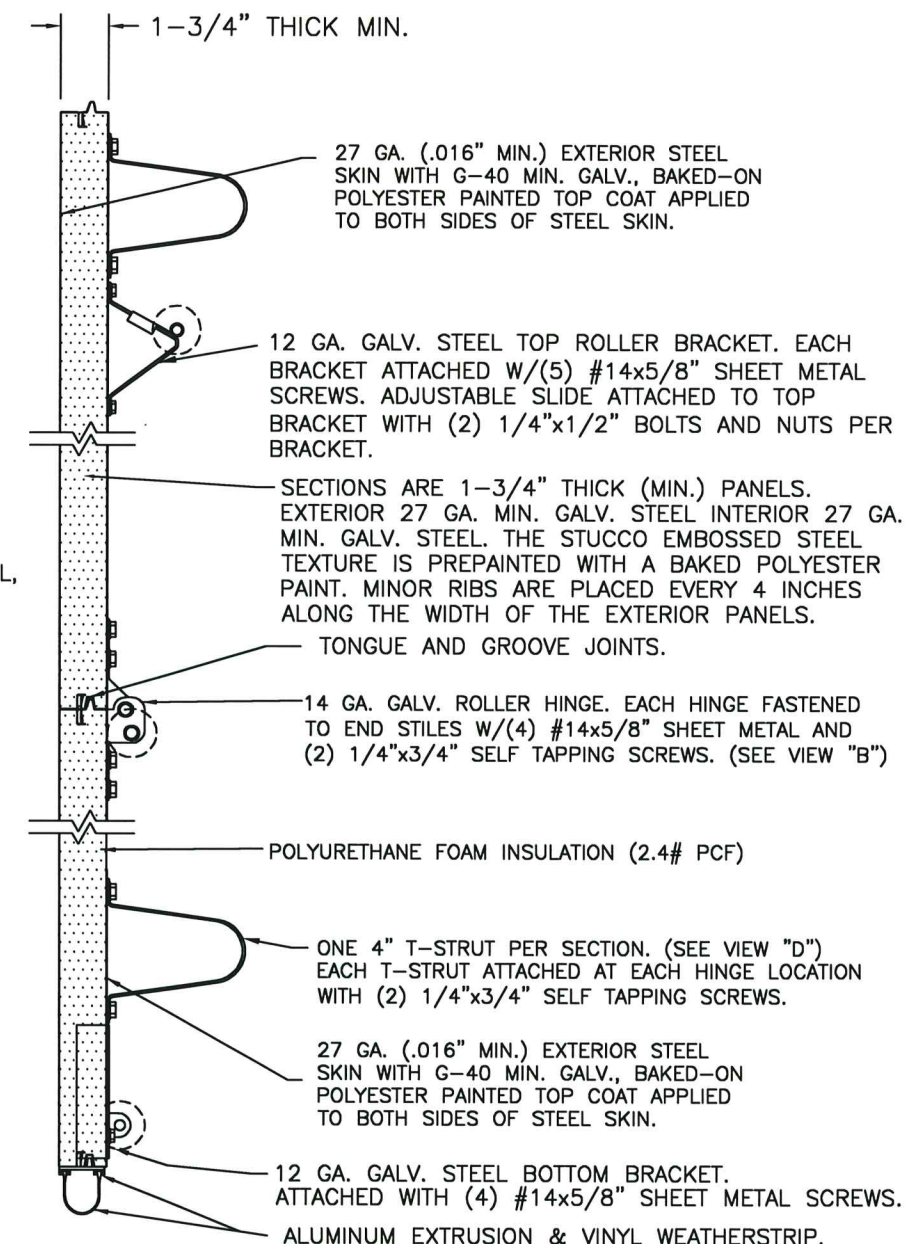 1-3/4" THICK MIN.
27 GA. (.016" MIN.) EXTERIOR STEEL
SKIN WITH G-40 MIN. GALV., BAKED-ON
POLYESTER PAINTED TOP COAT APPLIED
TO BOTH SIDES OF STEEL SKIN.
12 GA. GALV. STEEL TOP ROLLER BRACKET. EACH
BRACKET ATTACHED W/(5) #14x5/8" SHEET METAL
SCREWS. ADJUSTABLE SLIDE ATTACHED TO TOP
BRACKET WITH (2) 1/4"x1/2" BOLTS AND NUTS PER
BRACKET.
SECTIONS ARE 1-3/4" THICK (MIN.) PANELS.
EXTERIOR 27 GA. MIN. GALV. STEEL INTERIOR 27 GA.
MIN. GALV. STEEL. THE STUCCO EMBOSSED STEEL
TEXTURE IS PREPAINTED WITH A BAKED POLYESTER
PAINT. MINOR RIBS ARE PLACED EVERY 4 INCHES
ALONG THE WIDTH OF THE EXTERIOR PANELS.
L,
TONGUE AND GROOVE JOINTS.
14 GA. GALV. ROLLER HINGE. EACH HINGE FASTENED
TO END STILES W/(4) #14x5/8" SHEET METAL AND
(2) 1/4"x3/4" SELF TAPPING SCREWS. (SEE VIEW "B")
POLYURETHANE FOAM INSULATION (2.4# PCF)
ONE 4" T-STRUT PER SECTION. (SEE VIEW "D")
EACH T-STRUT ATTACHED AT EACH HINGE LOCATION
WITH (2) 1/4"x3/4" SELF TAPPING SCREWS.
27 GA. (.016" MIN.) EXTERIOR STEEL
SKIN WITH G-40 MIN. GALV., BAKED-ON
POLYESTER PAINTED TOP COAT APPLIED
TO BOTH SIDES OF STEEL SKIN.
12 GA. GALV. STEEL BOTTOM BRACKET.
ATTACHED WITH (4) #14x5/8" SHEET METAL SCREWS.
ALUMINUM EXTRUSION & VINYL WEATHERSTRIP.